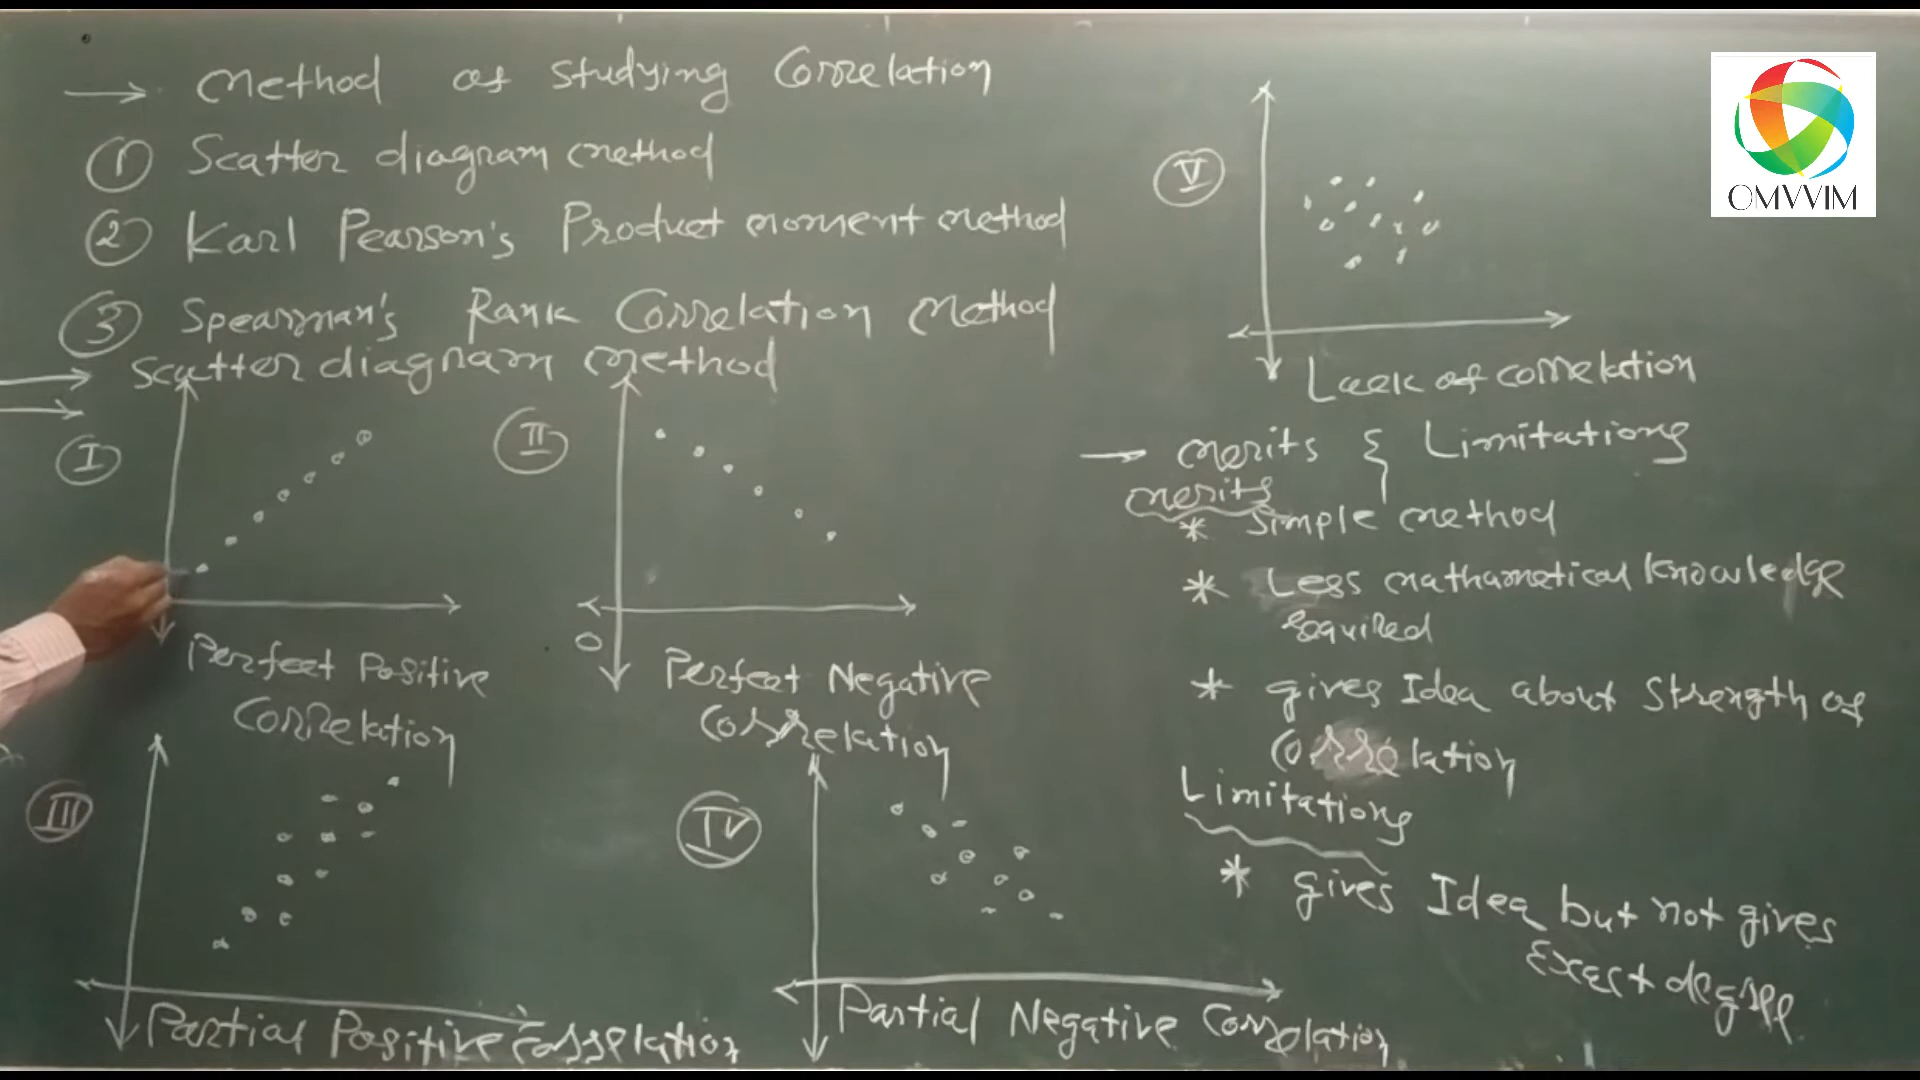 → Method of Studying Correlation
① Scatter diagram method
② Karl Pearson's Product moment method
③ Spearman's Rank Correlation Method
→ Scatter diagram method
I
Perfect Positive
Correlation
II
O
Perfect Negative
Correlation
III
Partial Positive Correlation
IV
Partial Negative Correlation
V
Lack of correlation
→ merits & Limitations
merits
* Simple method
* Less mathametical knowledge
required
* gives Idea about Strength of
Correlation
Limitations
* gives Idea but not gives
Exect degree
OMVVIM